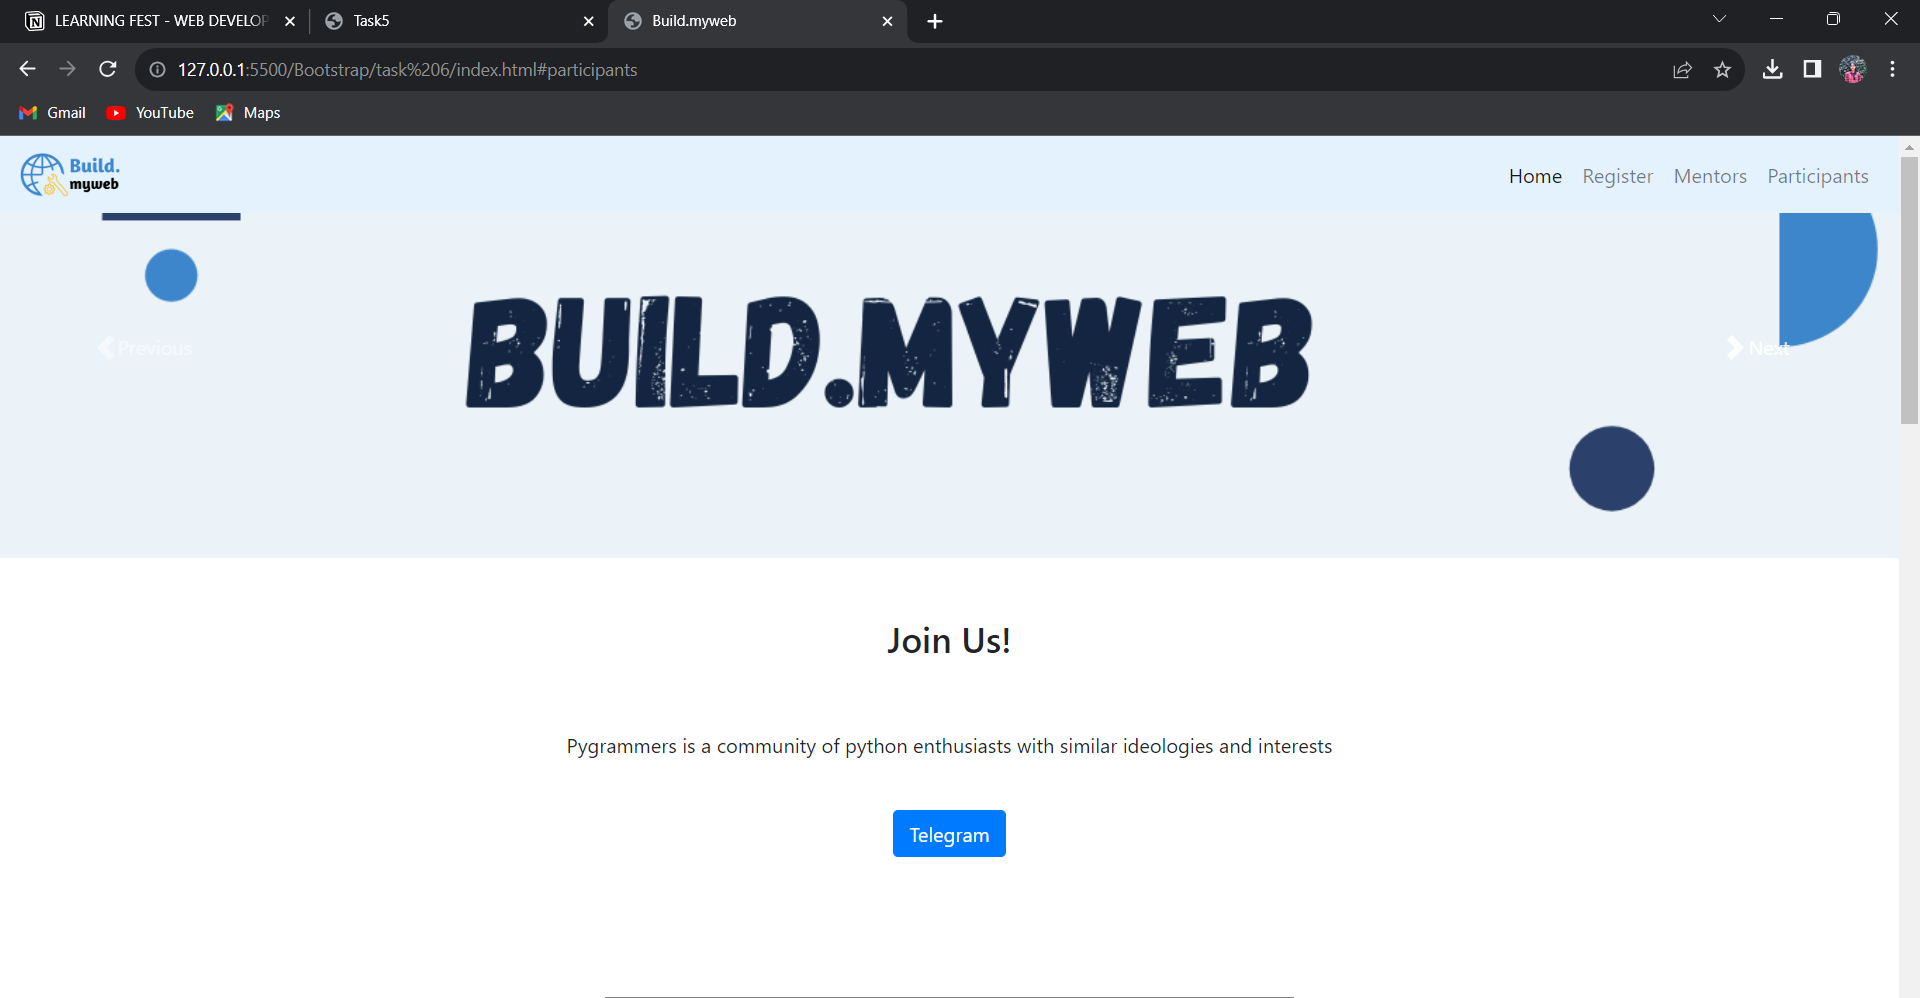 LEARNING FEST - WEB DEVELOP
Task5
Build.myweb
127.0.0.1:5500/Bootstrap/task%206/index.html#participants
Gmail
YouTube
Maps
Build.
myweb
Home
Register
Mentors
Participants
BUILD.MYWEB
Previous
Next
Join Us!
Pygrammers is a community of python enthusiasts with similar ideologies and interests
Telegram